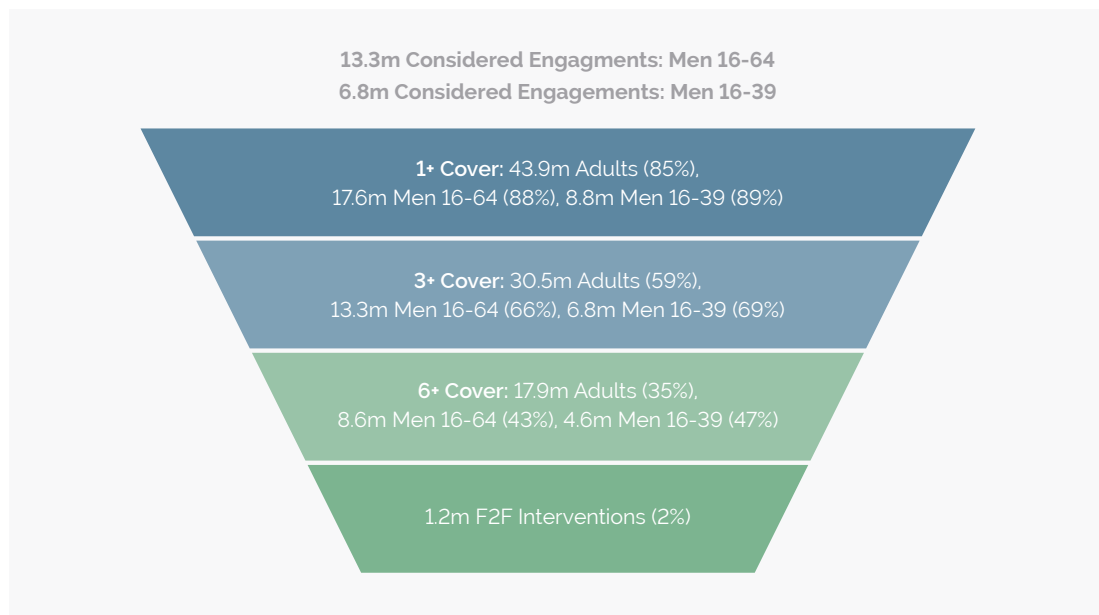 13.3m Considered Engagments: Men 16-64
6.8m Considered Engagements: Men 16-39
1+ Cover: 43.9m Adults (85%),
17.6m Men 16-64 (88%), 8.8m Men 16-39 (89%)
3+ Cover: 30.5m Adults (59%),
13.3m Men 16-64 (66%), 6.8m Men 16-39 (69%)
6+ Cover: 17.9m Adults (35%),
8.6m Men 16-64 (43%), 4.6m Men 16-39 (47%)
1.2m F2F Interventions (2%)